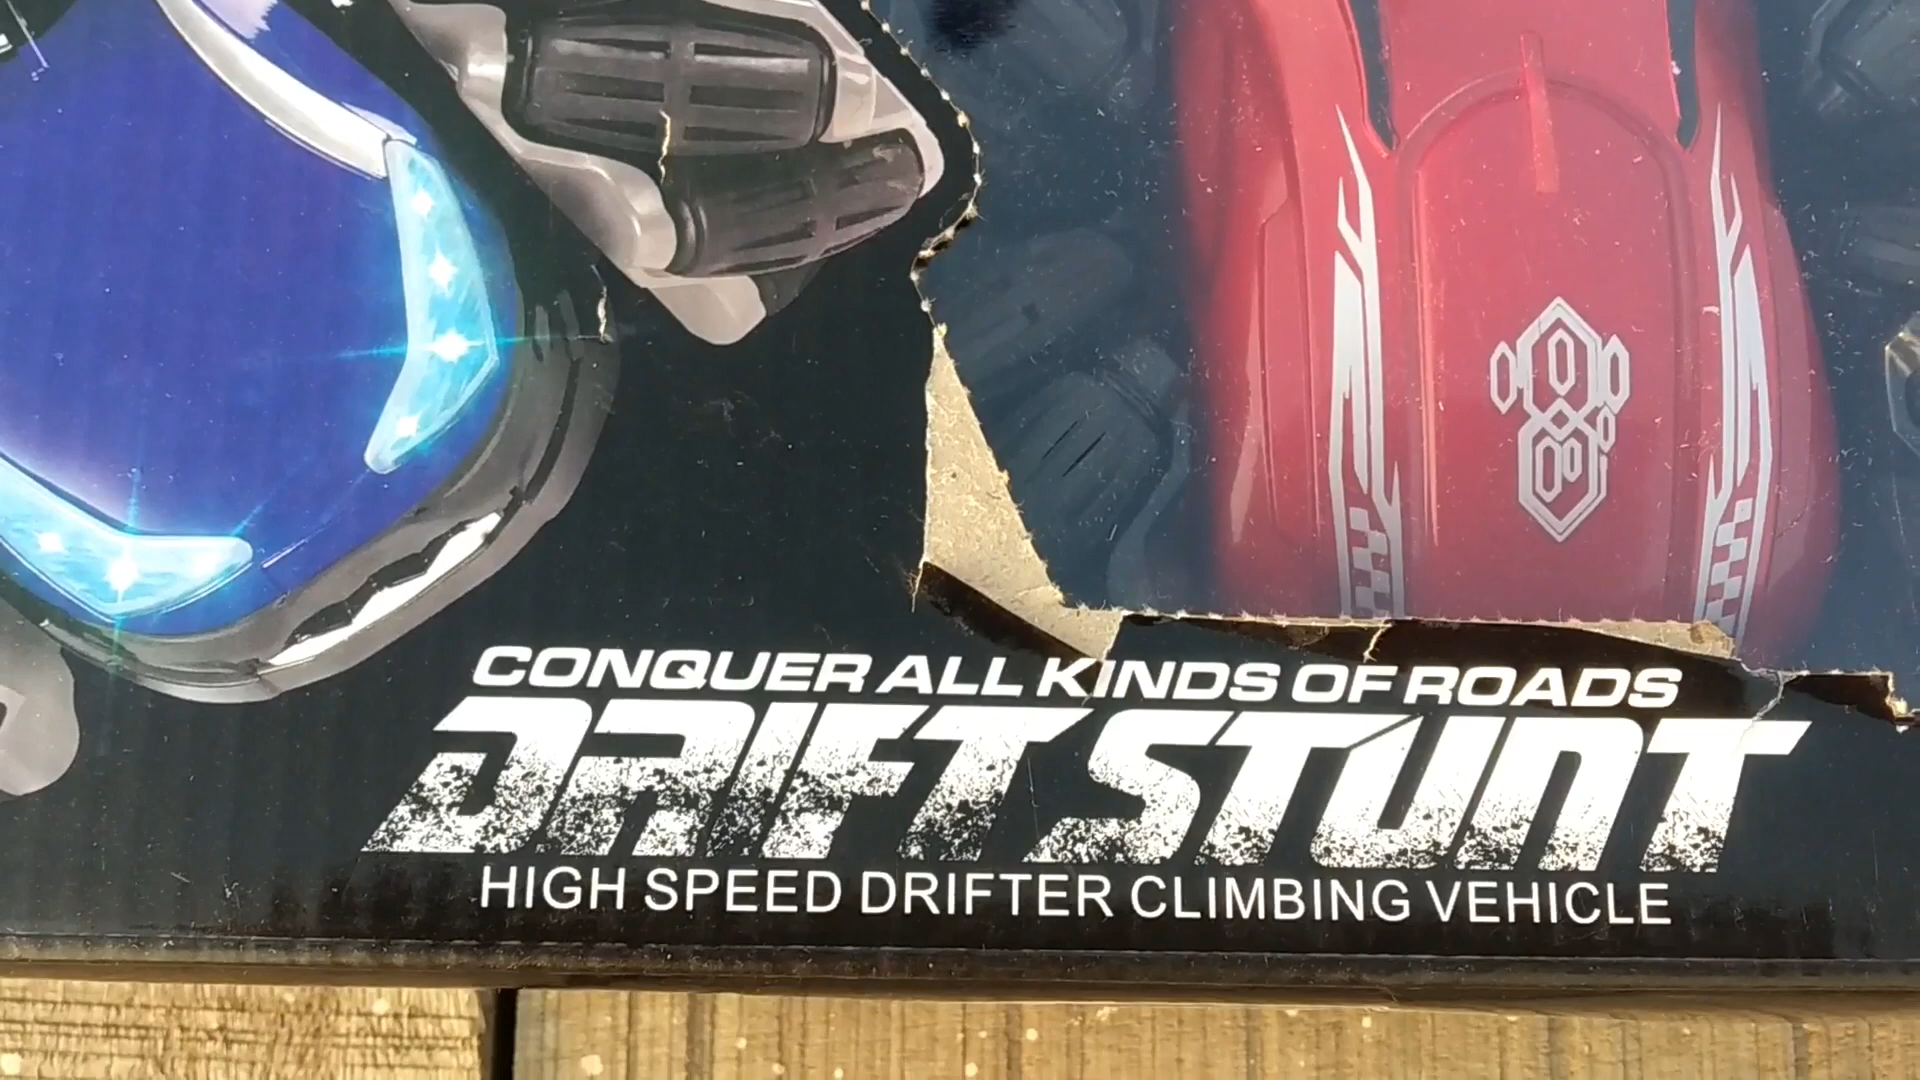 CONQUER ALL KINDS OF ROADS
DRIFT STUNT
HIGH SPEED DRIFTER CLIMBING VEHICLE